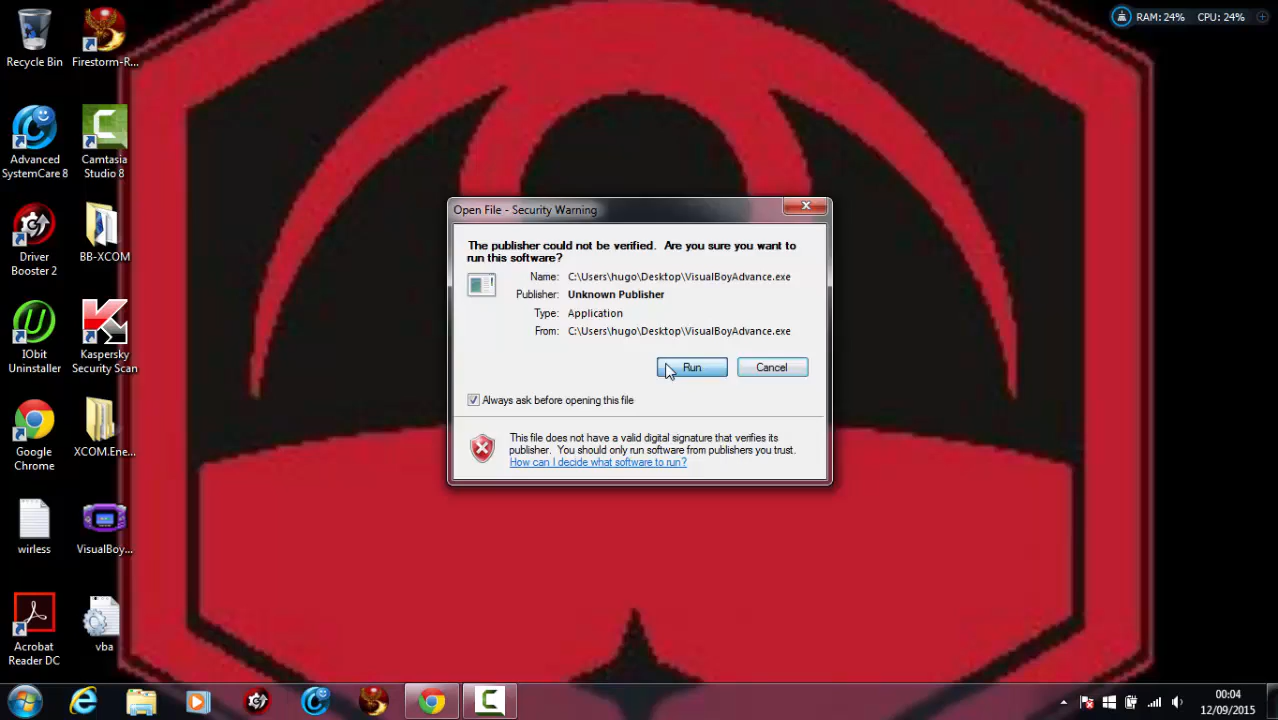 RAM: 24% CPU: 24%
Recycle Bin
Firestorm-R...
Advanced
SystemCare 8
Camtasia
Studio 8
Driver
Booster 2
BB-XCOM
IObit
Uninstaller
Kaspersky
Security Scan
Google
Chrome
XCOM.Ene...
wirless
VisualBoy...
Acrobat
Reader DC
vba
Open File - Security Warning
The publisher could not be verified. Are you sure you want to
run this software?
Name: C:\Users\hugo\Desktop\VisualBoyAdvance.exe
Publisher: Unknown Publisher
Type: Application
From: C:\Users\hugo\Desktop\VisualBoyAdvance.exe
Run Cancel
Always ask before opening this file
This file does not have a valid digital signature that verifies its
publisher. You should only run software from publishers you trust.
How can I decide what software to run?
00:04
12/09/2015